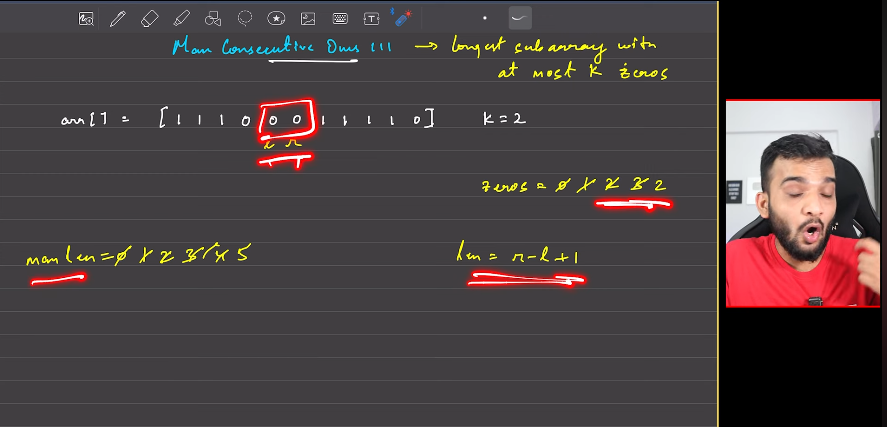 Max Consecutive Ones III → Longest subarray with
at most K zeros
arr[] = [1 1 1 0 0 0 1 1 1 1 0] K=2
l r
zeros = 0 1 2 3 2
maxlen = 0 1 2 3 4 5
len = r-l+1